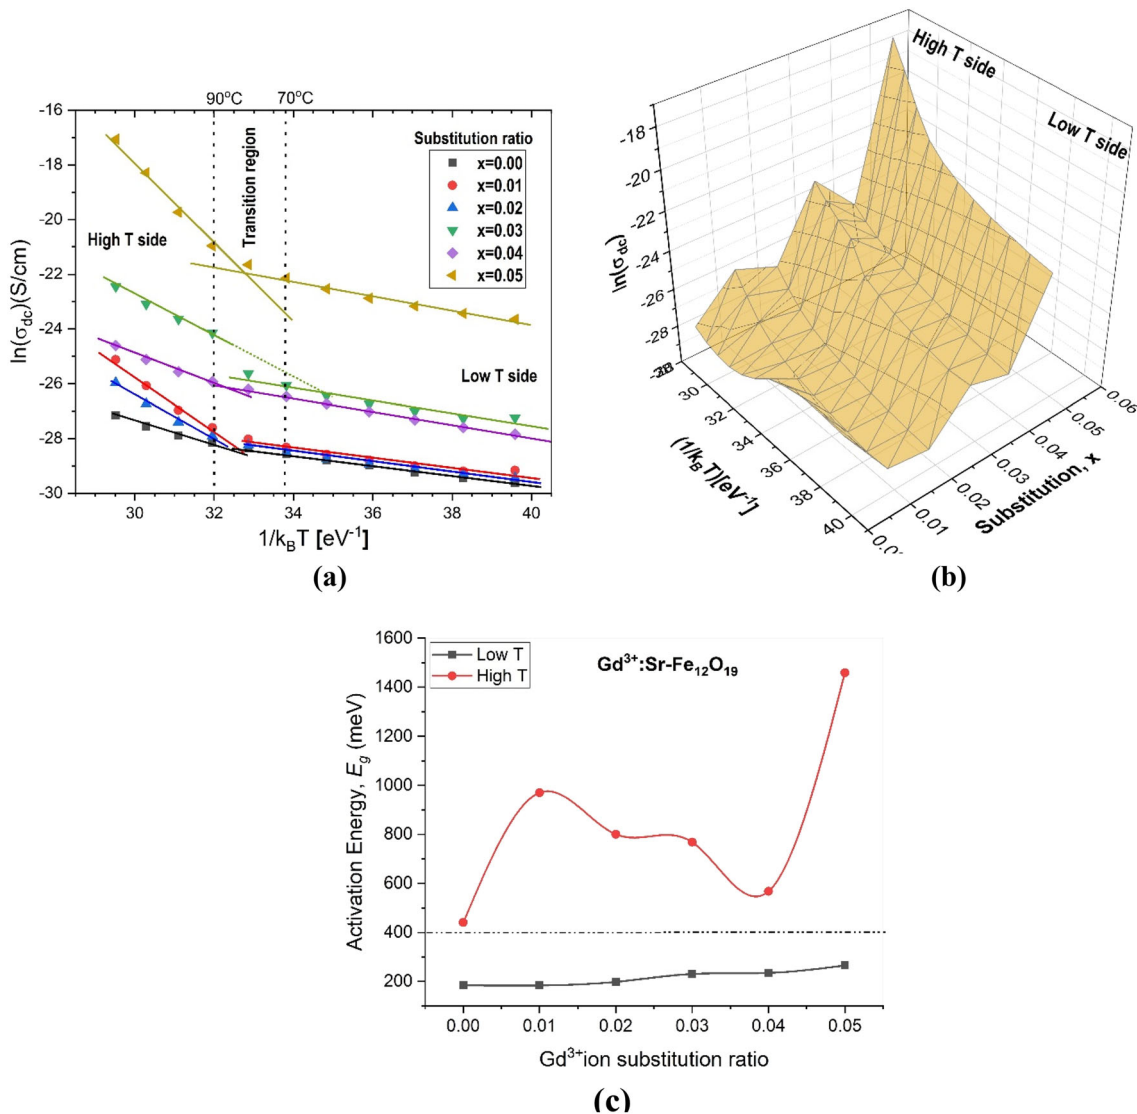 90°C
70°C
-16
-18
-20
-22
-24
-26
-28
-30
ln(σdc)(S/cm)
High T side
Transition region
Low T side
Substitution ratio
x=0.00
x=0.01
x=0.02
x=0.03
x=0.04
x=0.05
30
32
34
36
38
40
1/kBT [eV-1]
(a)
(b)
High T side
Low T side
-18
-20
-22
-24
-26
-28
ln(σdc)
30
32
34
36
38
40
(1/kBT)[eV-1]
0.01
0.02
0.03
0.04
0.05
0.06
Substitution, x
(b)
1600
1400
1200
1000
800
600
400
200
Activation Energy, Eg (meV)
Low T
High T
Gd3+:Sr-Fe12O19
0.00
0.01
0.02
0.03
0.04
0.05
Gd3+ion substitution ratio
(c)